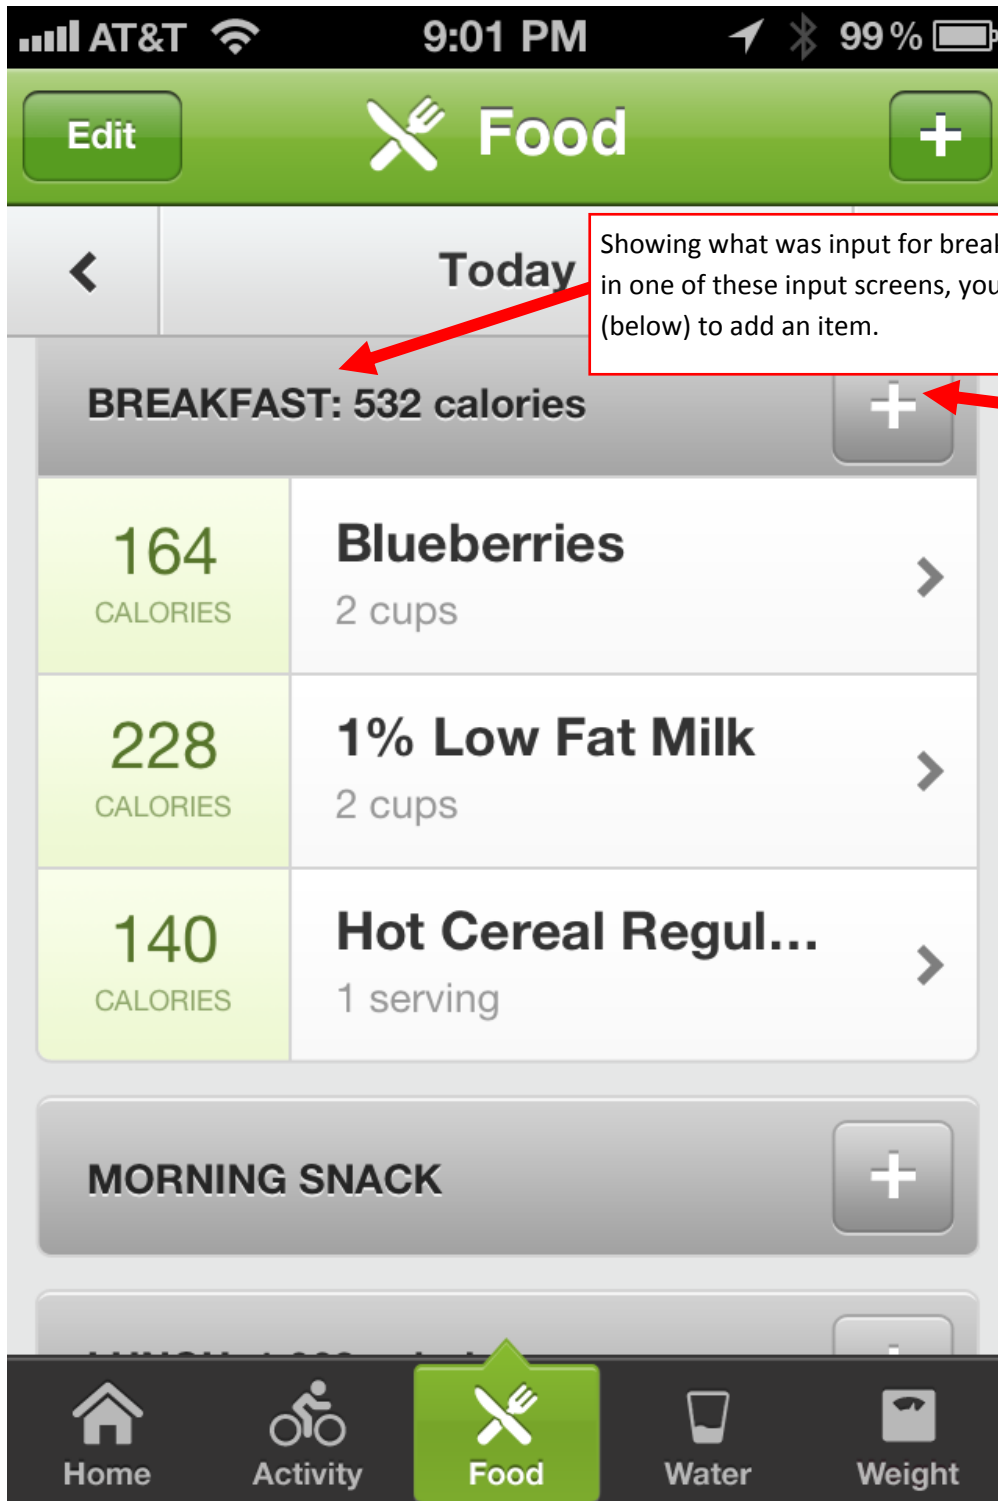 AT&T 9:01 PM 99%
Edit Food +
Today
Showing what was input for
in one of these input screens, you
(below) to add an item.
BREAKFAST: 532 calories +
164 CALORIES
Blueberries
2 cups
228 CALORIES
1% Low Fat Milk
2 cups
140 CALORIES
Hot Cereal Regul...
1 serving
MORNING SNACK +
Home Activity Food Water Weight